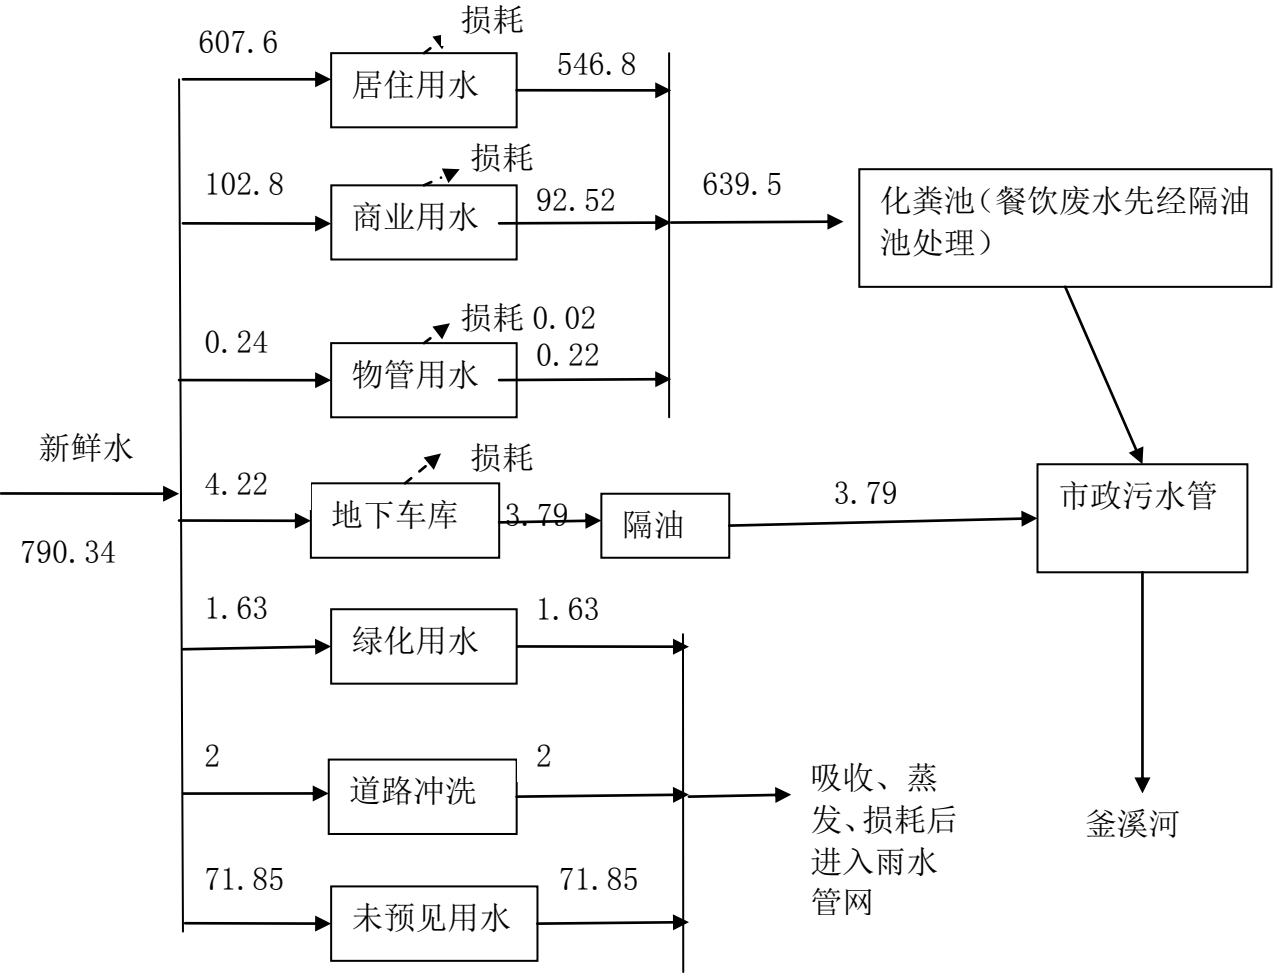 损耗
607.6
居住用水
546.8
损耗
102.8
商业用水
92.52
639.5
化粪池（餐饮废水先经隔油
池处理）
损耗 0.02
0.24
物管用水
0.22
新鲜水
790.34
损耗
4.22
地下车库
3.79
隔油
3.79
市政污水管
1.63
绿化用水
1.63
2
道路冲洗
2
吸收、蒸
发、损耗后
进入雨水
管网
釜溪河
71.85
未预见用水
71.85